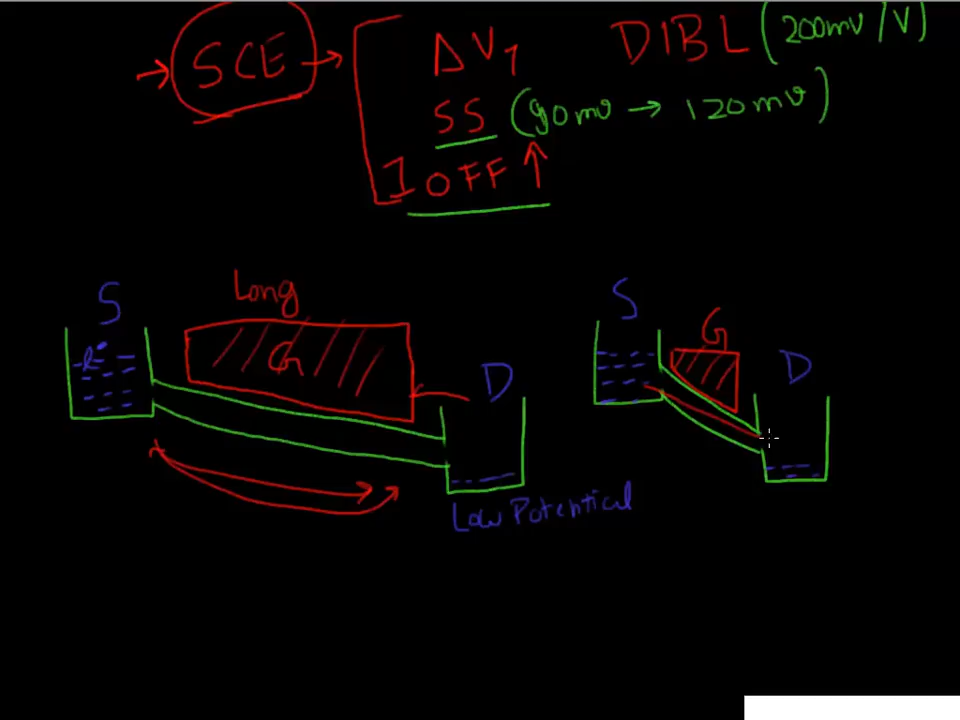 → SCE → ΔVT DIBL (200mv/V)
SS (90mv → 120mv)
IOFF ↑
S Long S G
e- G D D
Low Potential